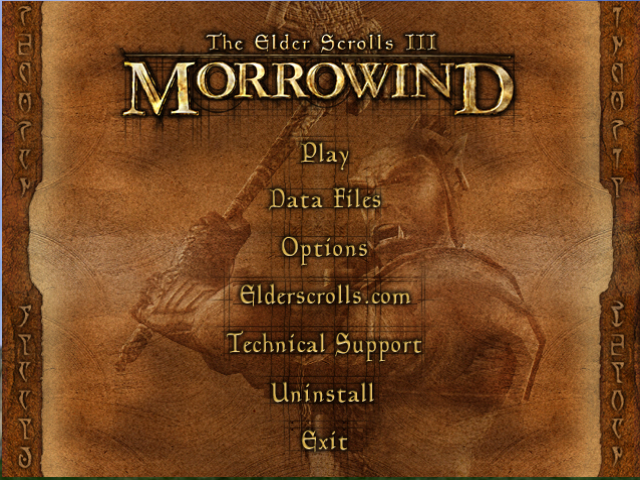 The Elder Scrolls III
MORROWIND
Play
Data Files
Options
Elderscrolls.com
Technical Support
Uninstall
Exit